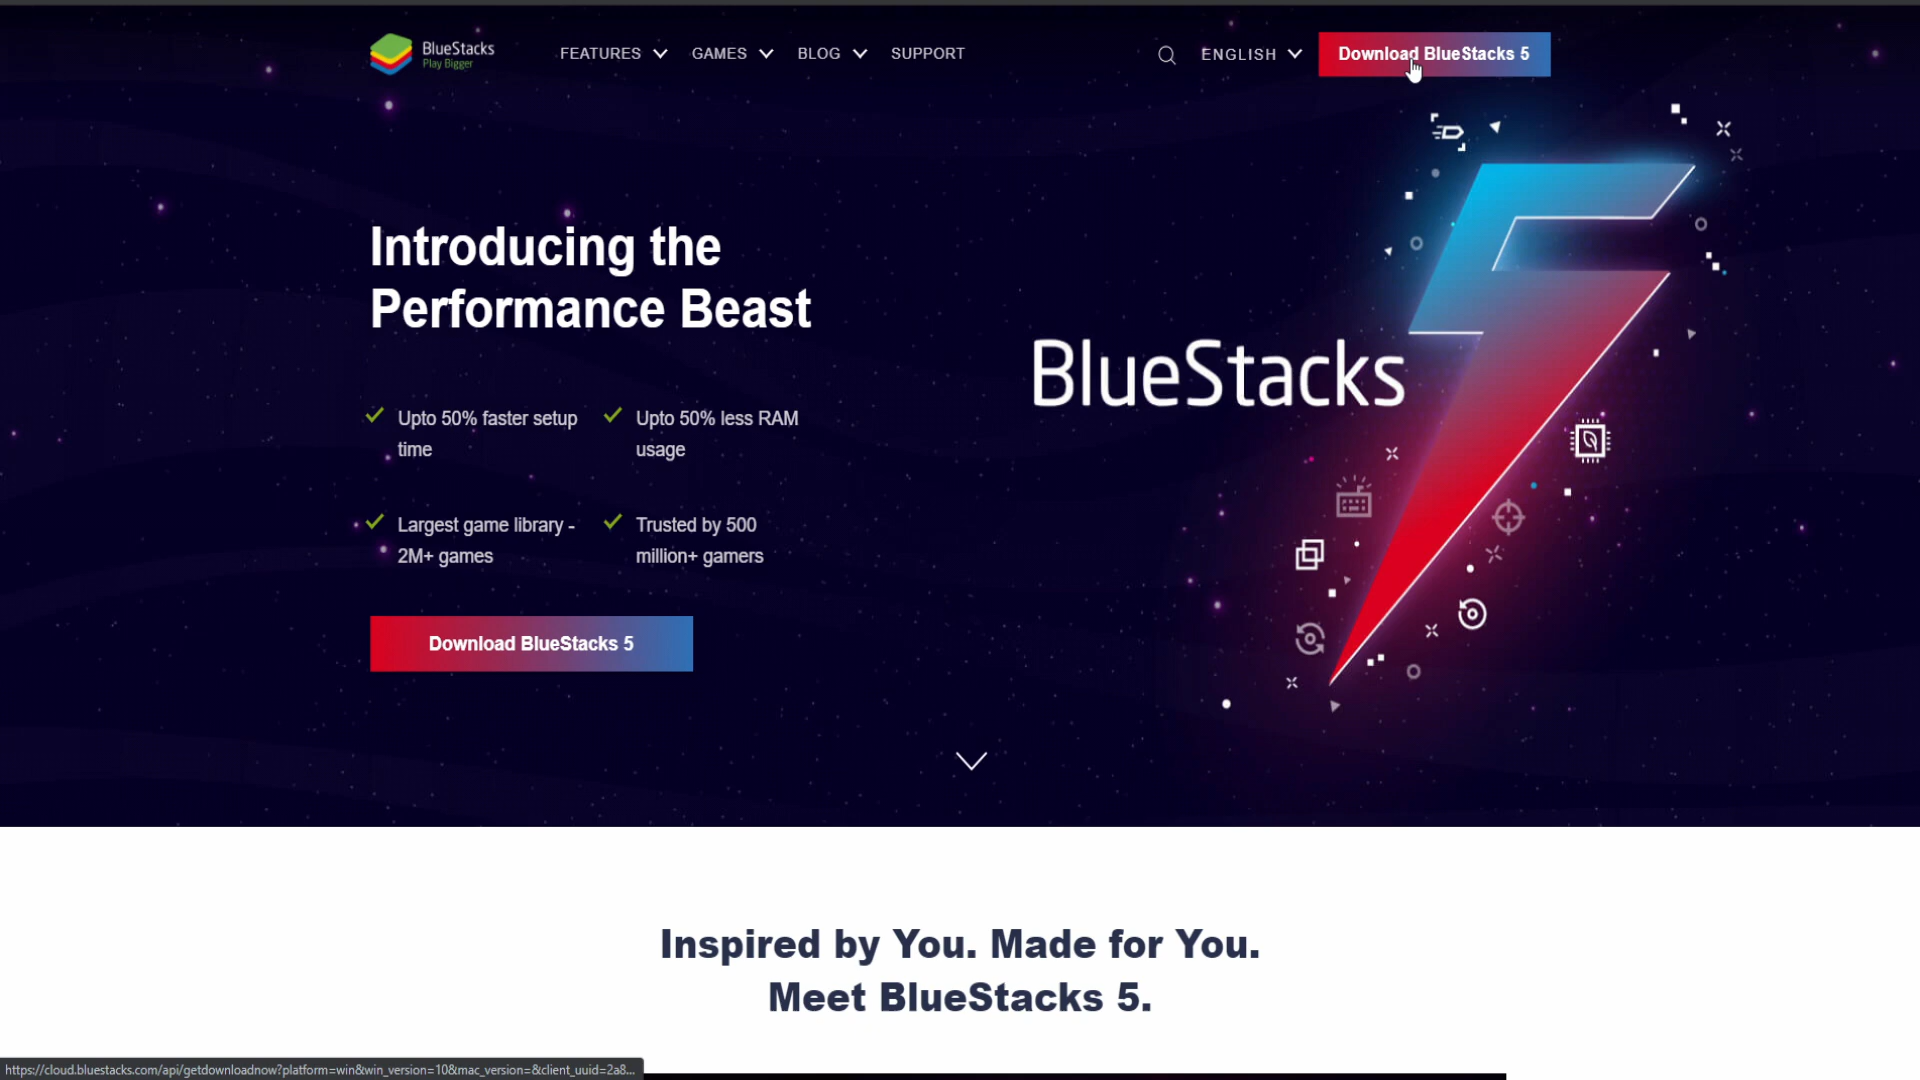 BlueStacks
Play Bigger
FEATURES
GAMES
BLOG
SUPPORT
ENGLISH
Download BlueStacks 5
Introducing the
Performance Beast
Upto 50% faster setup
time
Upto 50% less RAM
usage
Largest game library -
2M+ games
Trusted by 500
million+ gamers
Download BlueStacks 5
BlueStacks
Inspired by You. Made for You.
Meet BlueStacks 5.
https://cloud.bluestacks.com/api/getdownloadnow?platform=win&win_version=10&mac_version=&client_uuid=2a8...